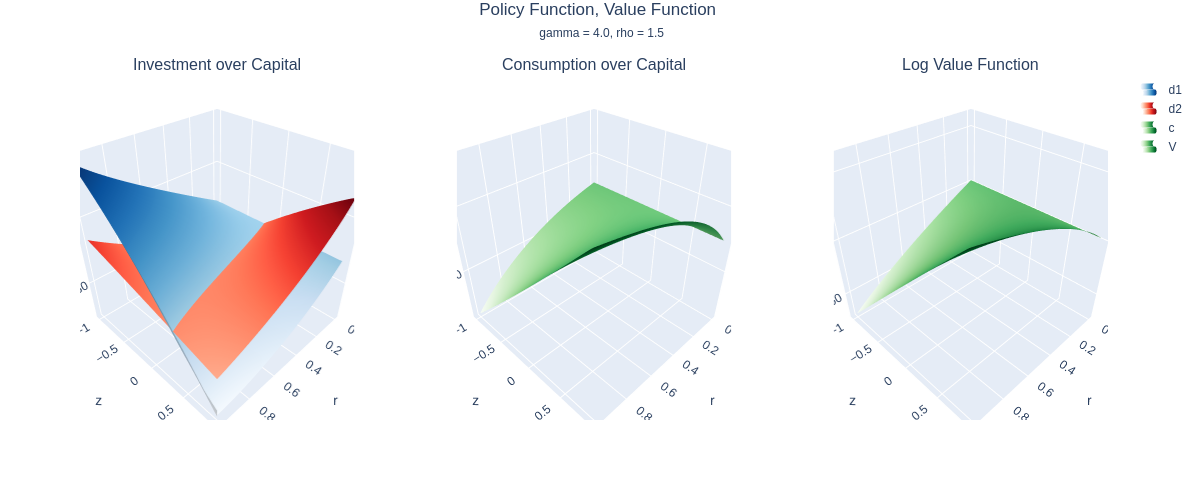 Policy Function, Value Function
gamma = 4.0, rho = 1.5
Investment over Capital
Consumption over Capital
Log Value Function
d1
d2
c
V
−1
−0.5
0
0.5
z
0
0.2
0.4
0.6
0.8
r
0
−1
−0.5
0
0.5
z
0
0.2
0.4
0.6
0.8
r
−1
−0.5
0
0.5
z
0
0.2
0.4
0.6
0.8
r